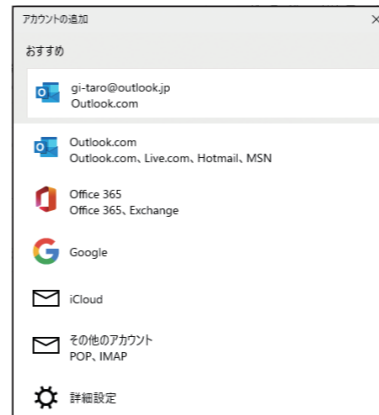 アカウントの追加
おすすめ
gi-taro@outlook.jp
Outlook.com
Outlook.com
Outlook.com、Live.com、Hotmail、MSN
Office 365
Office 365、Exchange
Google
iCloud
その他のアカウント
POP、IMAP
詳細設定